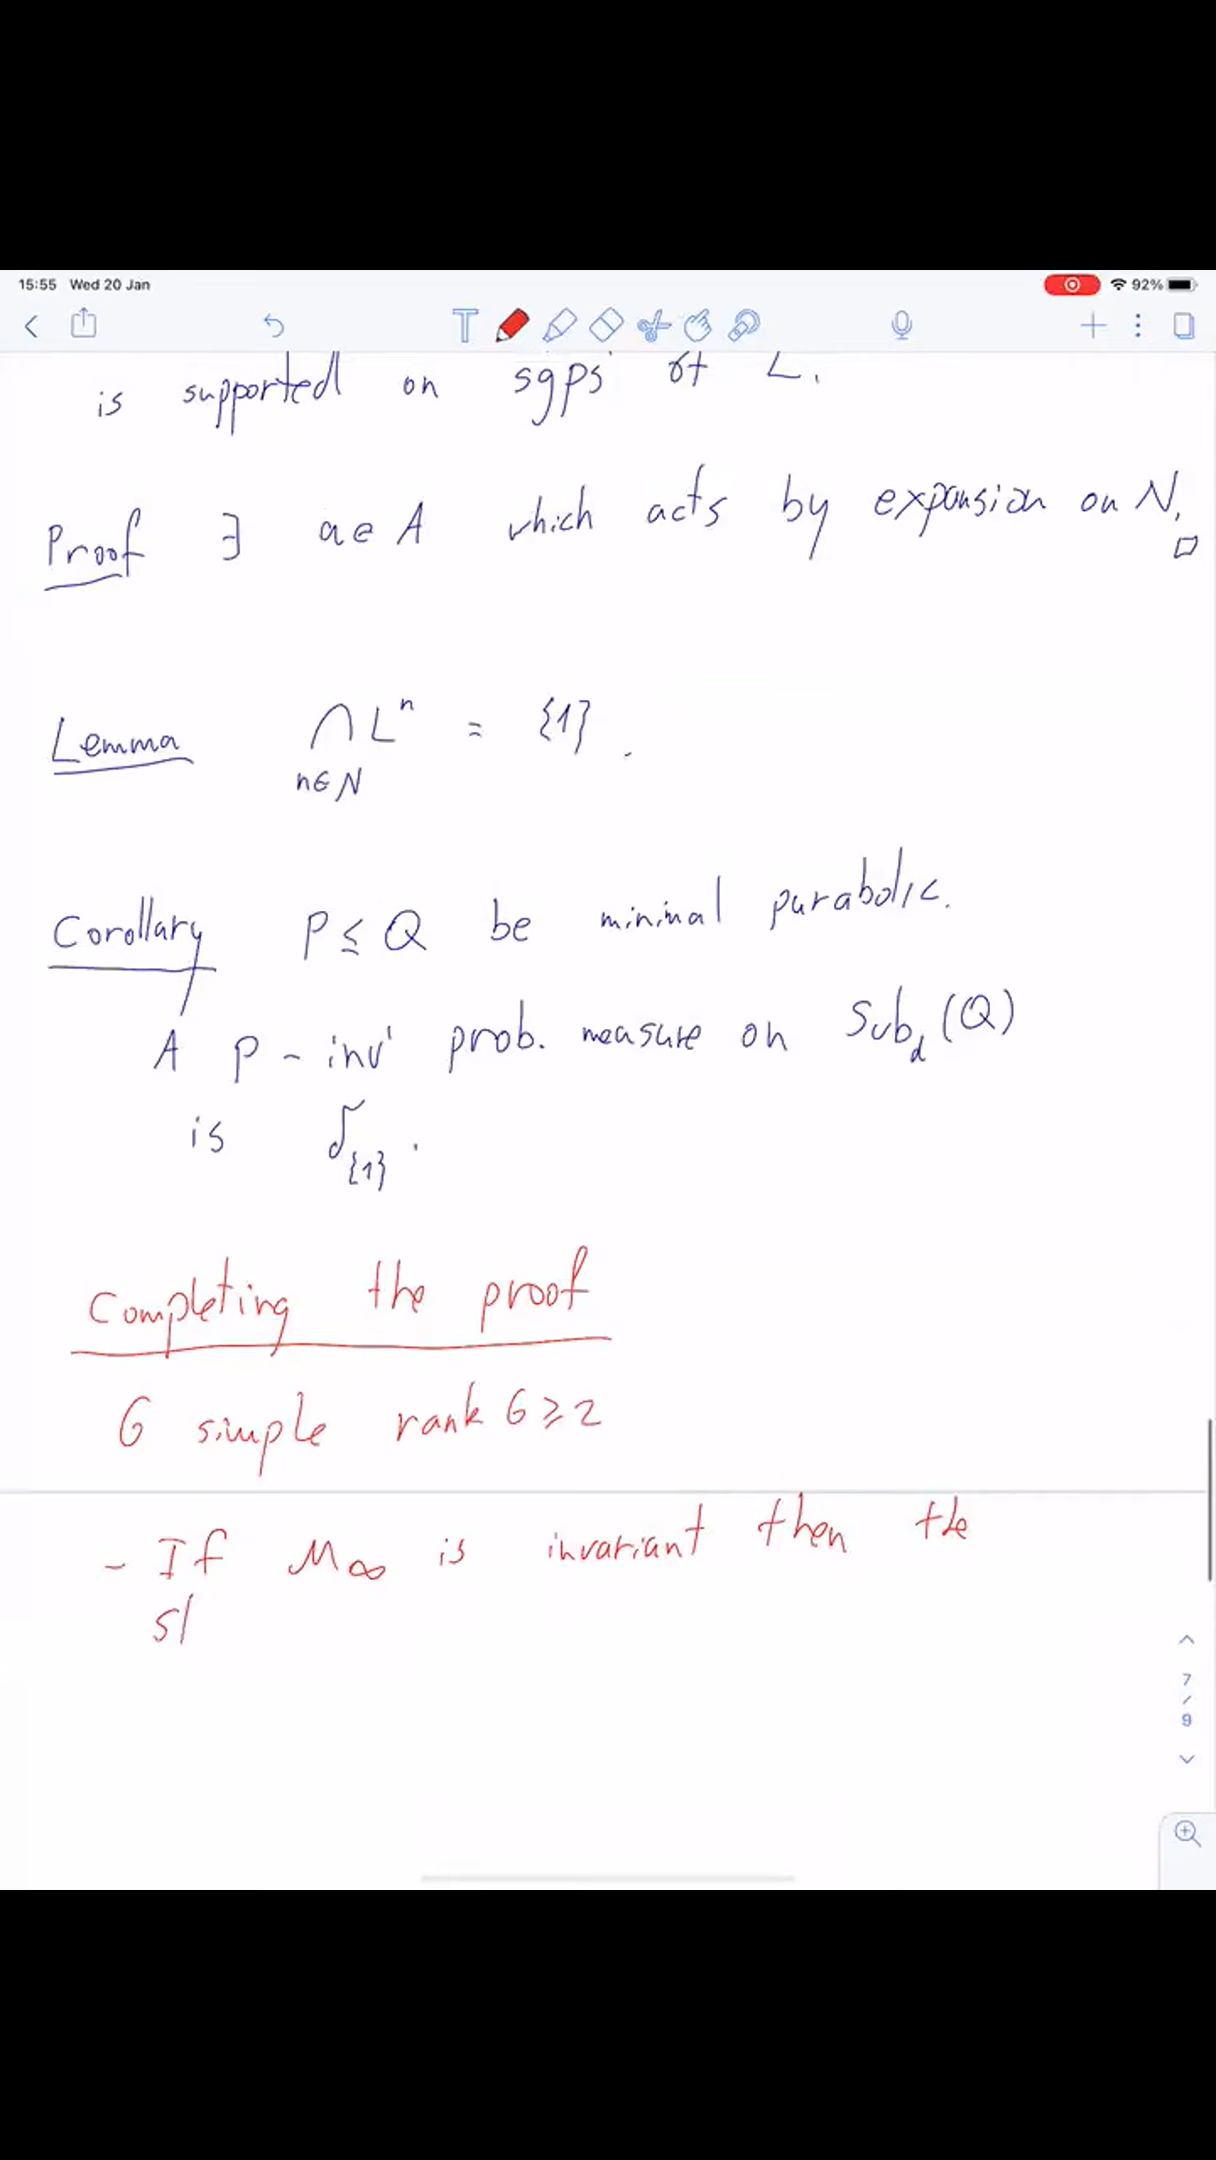 15:55 Wed 20 Jan 92%
T
is supported on sgps of L.
Proof ∃ a∈A which acts by expansion on N. □
Lemma ⋂ Lⁿ = {1}.
n∈N
Corollary P ≤ Q be minimal parabolic.
A P-inv' prob. measure on Sub_d(Q)
is δ_{1}.
Completing the proof
G simple rank G ≥ 2
- If μ_∞ is invariant then the
7
/
9